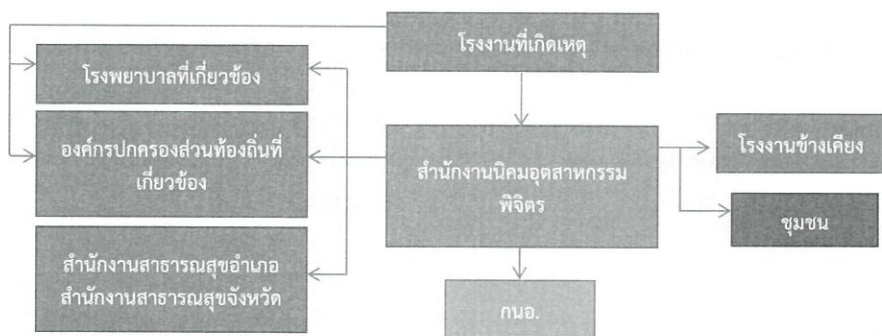 โรงงานที่เกิดเหตุ
โรงพยาบาลที่เกี่ยวข้อง
องค์กรปกครองส่วนท้องถิ่นที่
เกี่ยวข้อง
สำนักงานนิคมอุตสาหกรรม
พิจิตร
โรงงานข้างเคียง
ชุมชน
สำนักงานสาธารณสุขอำเภอ
สำนักงานสาธารณสุขจังหวัด
กนอ.